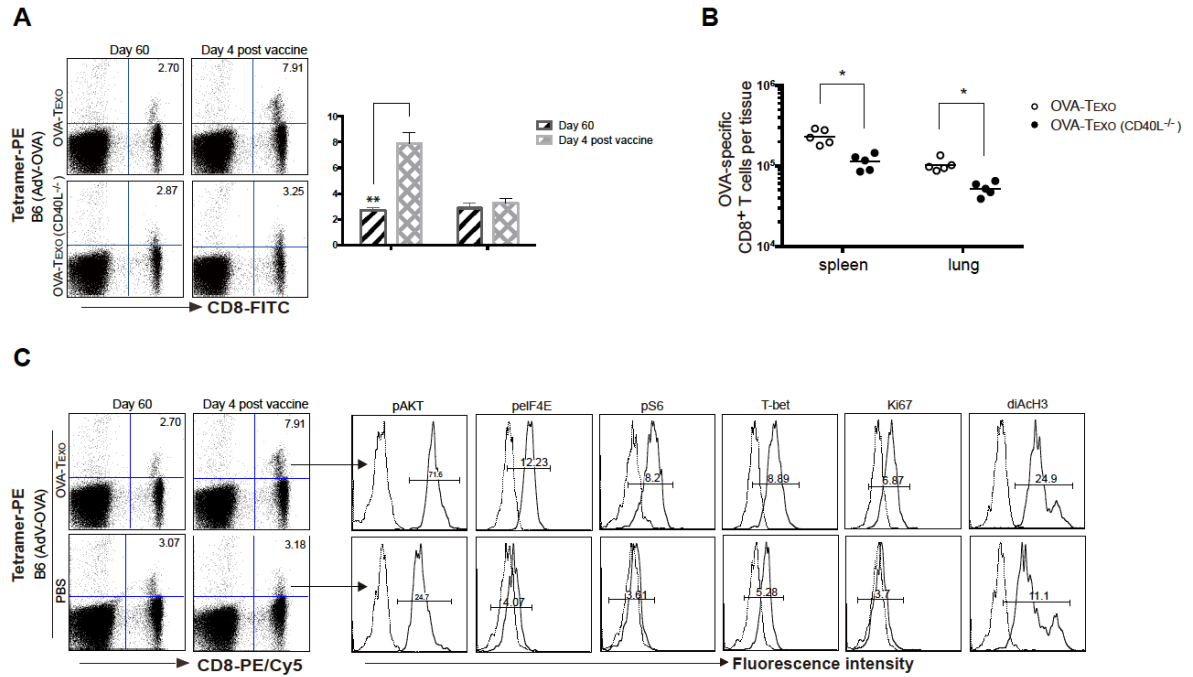 A
Day 60
Day 4 post vaccine
Tetramer-PE
B6 (AdV-OVA)
OVA-TEXO
2.70
7.91
OVA-TEXO (CD40L-/-)
2.87
3.25
CD8-FITC
10
8
6
4
2
0
**
Day 60
Day 4 post vaccine
B
OVA-specific
CD8+ T cells per tissue
10^6
10^5
10^4
*
*
spleen
lung
OVA-TEXO
OVA-TEXO (CD40L-/-)
C
Day 60
Day 4 post vaccine
pAKT
peIF4E
pS6
T-bet
Ki67
diAcH3
Tetramer-PE
B6 (AdV-OVA)
OVA-TEXO
2.70
7.91
71.6
12.23
8.2
8.89
6.87
24.9
PBS
3.07
3.18
24.7
4.07
3.61
5.28
3.7
11.1
CD8-PE/Cy5
Fluorescence intensity